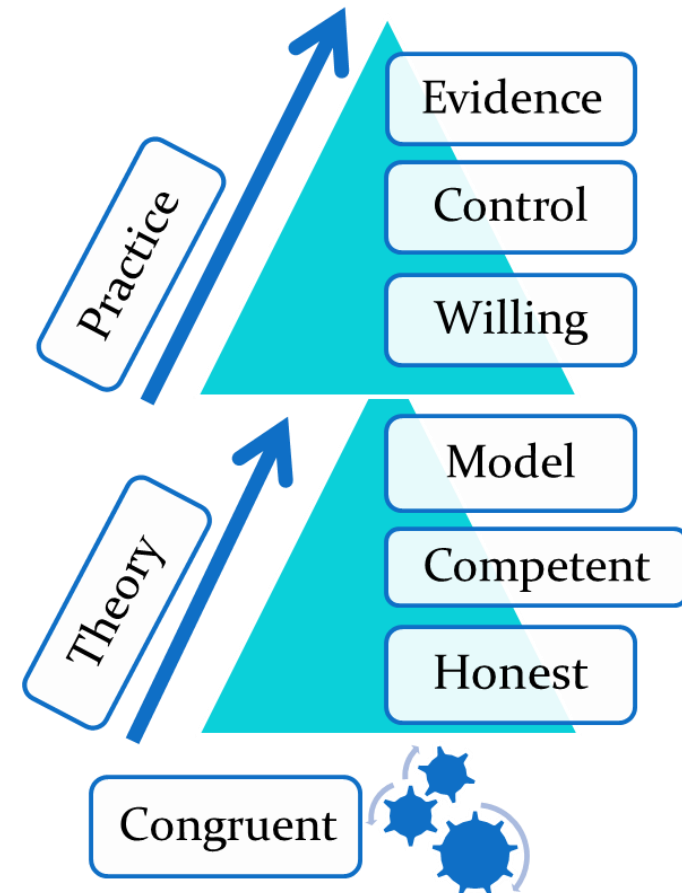 Evidence
Control
Willing
Practice
Model
Competent
Honest
Theory
Congruent